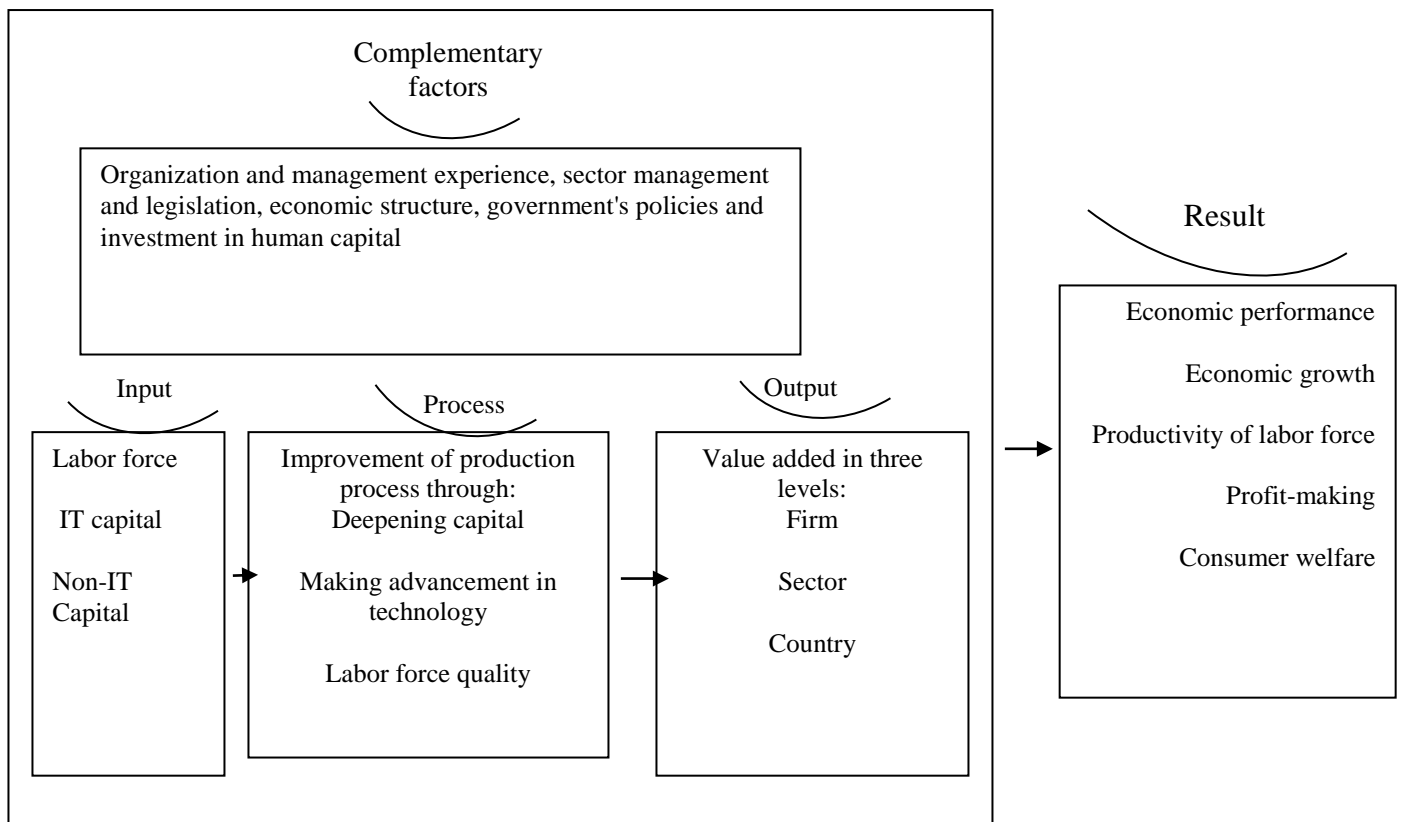 Complementary
factors
Organization and management experience, sector management
and legislation, economic structure, government's policies and
investment in human capital
Result
Economic performance
Economic growth
Productivity of labor force
Profit-making
Consumer welfare
Input
Labor force
IT capital
Non-IT
Capital
Process
Improvement of production
process through:
Deepening capital
Making advancement in
technology
Labor force quality
Output
Value added in three
levels:
Firm
Sector
Country